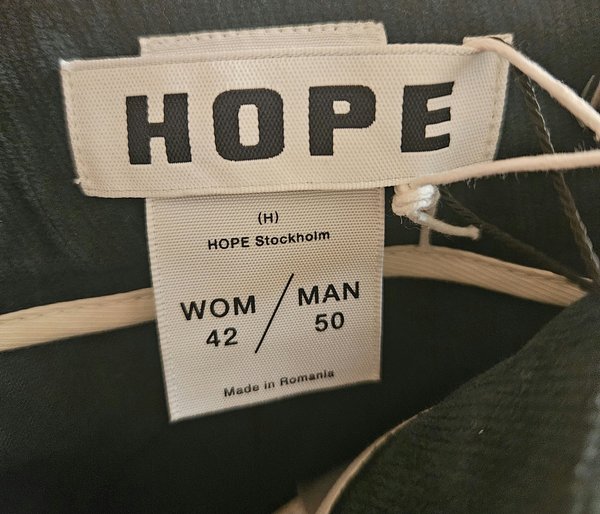 HOPE
(H)
HOPE Stockholm
WOM / MAN
42 50
Made in Romania